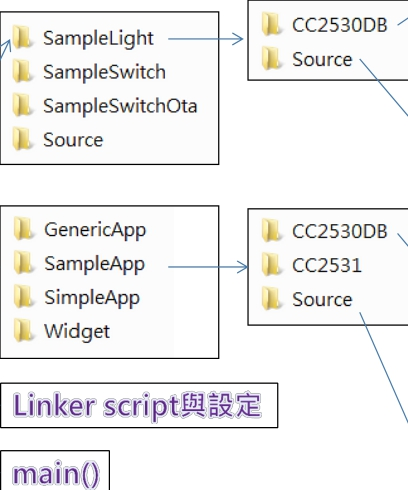 SampleLight
SampleSwitch
SampleSwitchOta
Source
CC2530DB
Source
GenericApp
SampleApp
SimpleApp
Widget
CC2530DB
CC2531
Source
Linker script與設定
main()